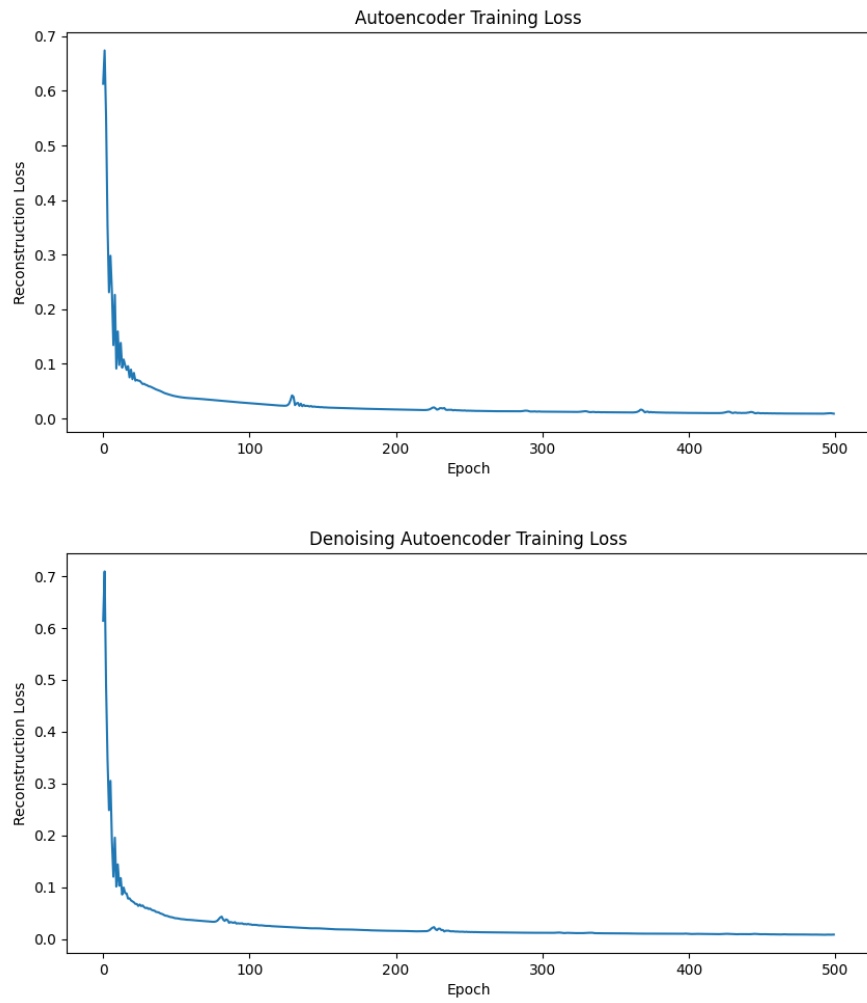 Autoencoder Training Loss
0.7
0.6
0.5
0.4
0.3
0.2
0.1
0.0
Reconstruction Loss
0 100 200 300 400 500
Epoch
Denoising Autoencoder Training Loss
0.7
0.6
0.5
0.4
0.3
0.2
0.1
0.0
Reconstruction Loss
0 100 200 300 400 500
Epoch